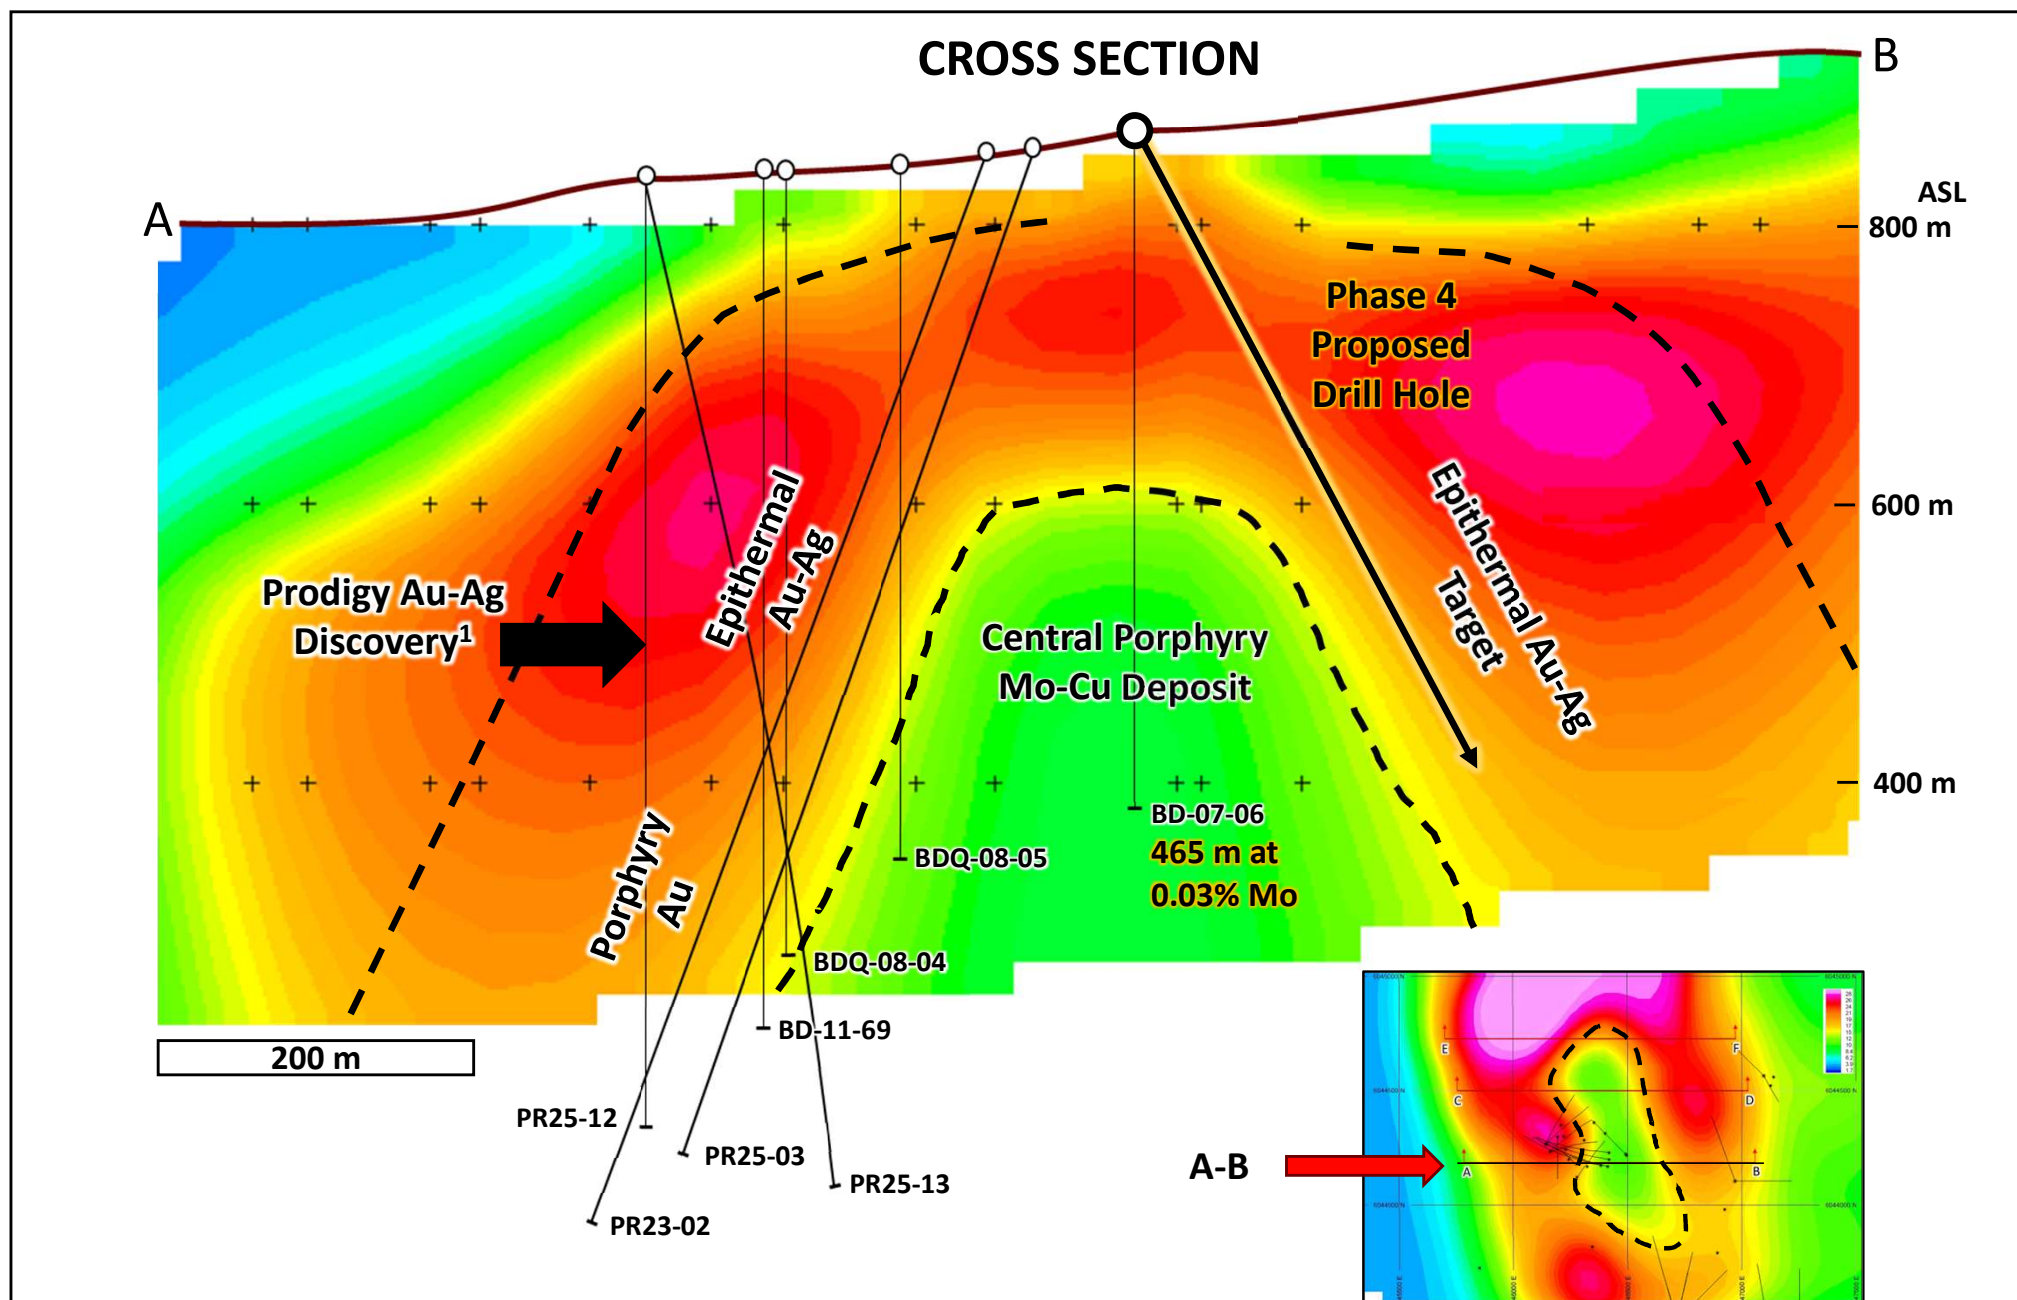 CROSS SECTION
A
B
ASL
800 m
600 m
400 m
Phase 4
Proposed
Drill Hole
Epithermal
Au-Ag
Epithermal Au-Ag
Target
Prodigy Au-Ag
Discovery¹
Central Porphyry
Mo-Cu Deposit
Porphyry
Au
BD-07-06
465 m at
0.03% Mo
BDQ-08-05
BDQ-08-04
BD-11-69
200 m
PR25-12
PR25-03
PR25-13
PR23-02
A-B
E
F
C
D
A
B